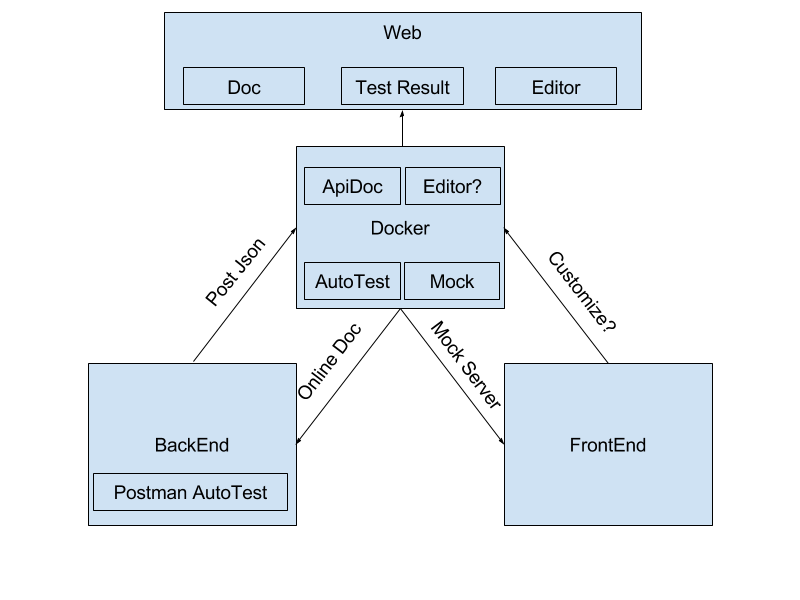 Web
Doc
Test Result
Editor
ApiDoc
Editor?
Docker
AutoTest
Mock
Post Json
Customize?
Online Doc
Mock Server
BackEnd
Postman AutoTest
FrontEnd